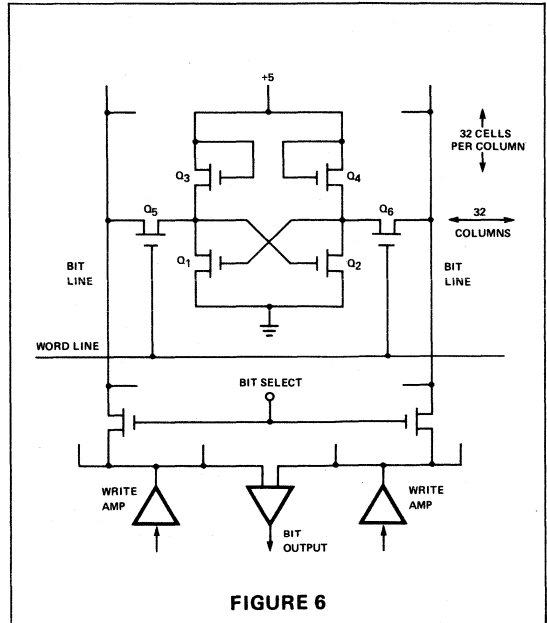 +5
32 CELLS
PER COLUMN
Q3
Q4
Q5
Q6
32
COLUMNS
Q1
Q2
BIT
LINE
BIT
LINE
WORD LINE
BIT SELECT
WRITE
AMP
WRITE
AMP
BIT
OUTPUT
FIGURE 6